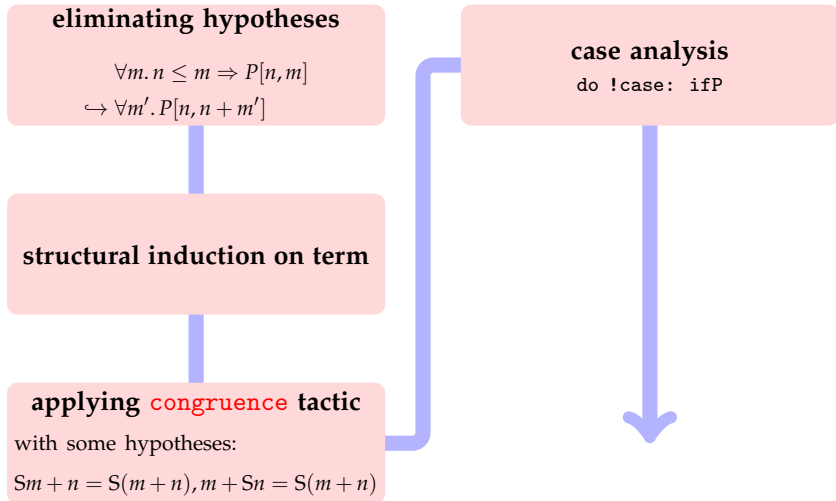 eliminating hypotheses
∀m. n ≤ m ⇒ P[n, m]
↪ ∀m′. P[n, n + m′]
structural induction on term
applying congruence tactic
with some hypotheses:
Sm + n = S(m + n), m + Sn = S(m + n)
case analysis
do !case: ifP